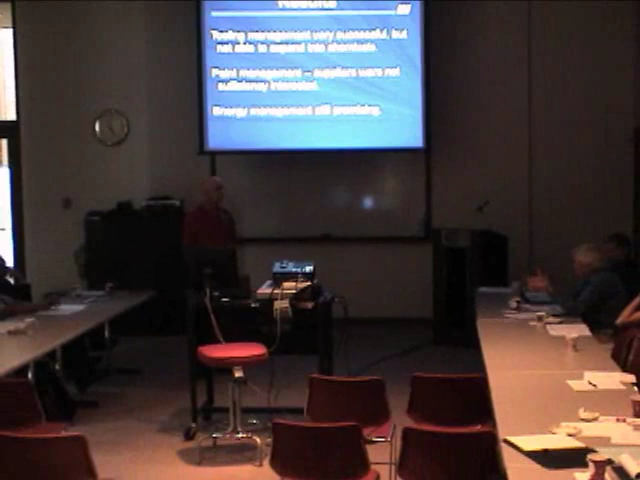 Results
Tooling management very successful, but
not able to expand into chemicals.
Paint management – suppliers were not
sufficiently interested.
Energy management still promising.